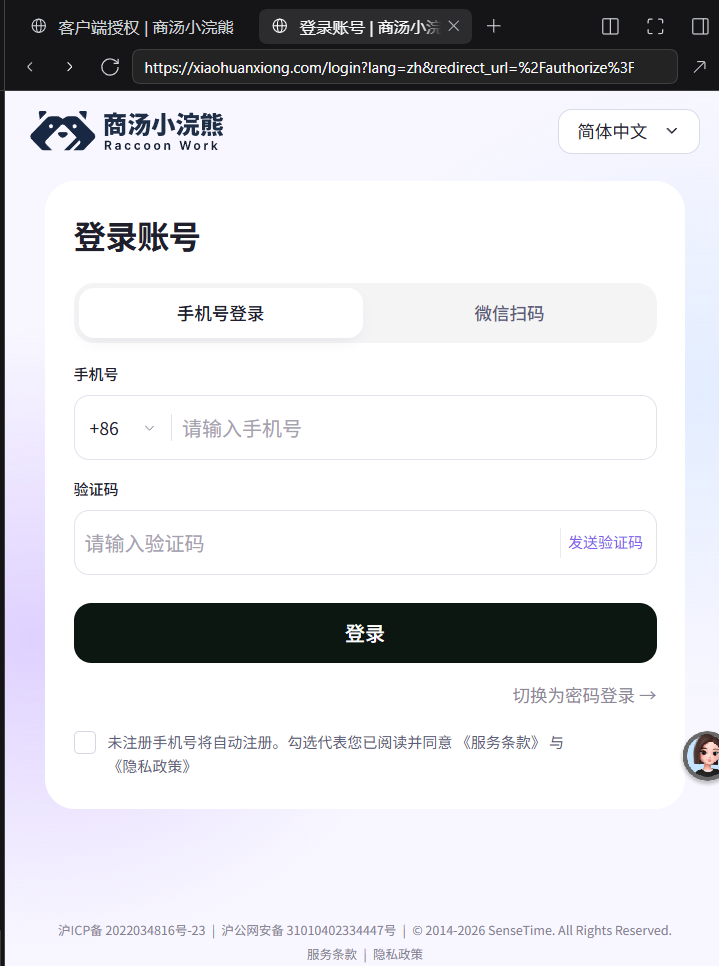 客户端授权 | 商汤小浣熊
登录账号 | 商汤小浣
https://xiaohuanxiong.com/login?lang=zh&redirect_url=%2Fauthorize%3F
商汤小浣熊
Raccoon Work
简体中文
登录账号
手机号登录
微信扫码
手机号
+86
请输入手机号
验证码
请输入验证码
发送验证码
登录
切换为密码登录 →
未注册手机号将自动注册。勾选代表您已阅读并同意 《服务条款》 与
《隐私政策》
沪ICP备 2022034816号-23 | 沪公网安备 31010402334447号 | © 2014-2026 SenseTime. All Rights Reserved.
服务条款 | 隐私政策